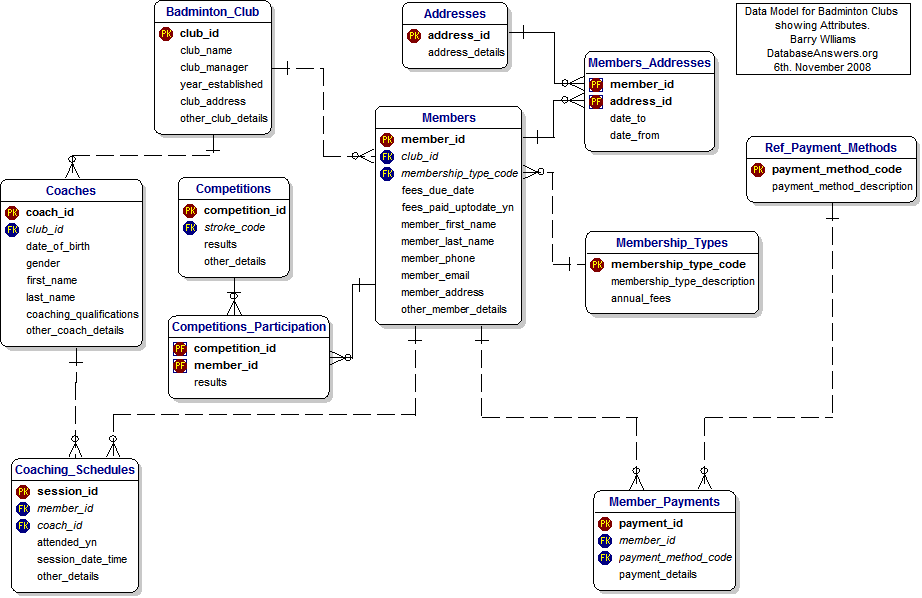 Badminton_Club
PK club_id
club_name
club_manager
year_established
club_address
other_club_details
Addresses
PK address_id
address_details
Data Model for Badminton Clubs
showing Attributes.
Barry Wlliams
DatabaseAnswers.org
6th. November 2008
Members_Addresses
PF member_id
PF address_id
date_to
date_from
Members
PK member_id
FK club_id
FK membership_type_code
fees_due_date
fees_paid_uptodate_yn
member_first_name
member_last_name
member_phone
member_email
member_address
other_member_details
Ref_Payment_Methods
PK payment_method_code
payment_method_description
Coaches
PK coach_id
FK club_id
date_of_birth
gender
first_name
last_name
coaching_qualifications
other_coach_details
Competitions
PK competition_id
FK stroke_code
results
other_details
Membership_Types
PK membership_type_code
membership_type_description
annual_fees
Competitions_Participation
PF competition_id
PF member_id
results
Coaching_Schedules
PK session_id
FK member_id
FK coach_id
attended_yn
session_date_time
other_details
Member_Payments
PK payment_id
FK member_id
FK payment_method_code
payment_details